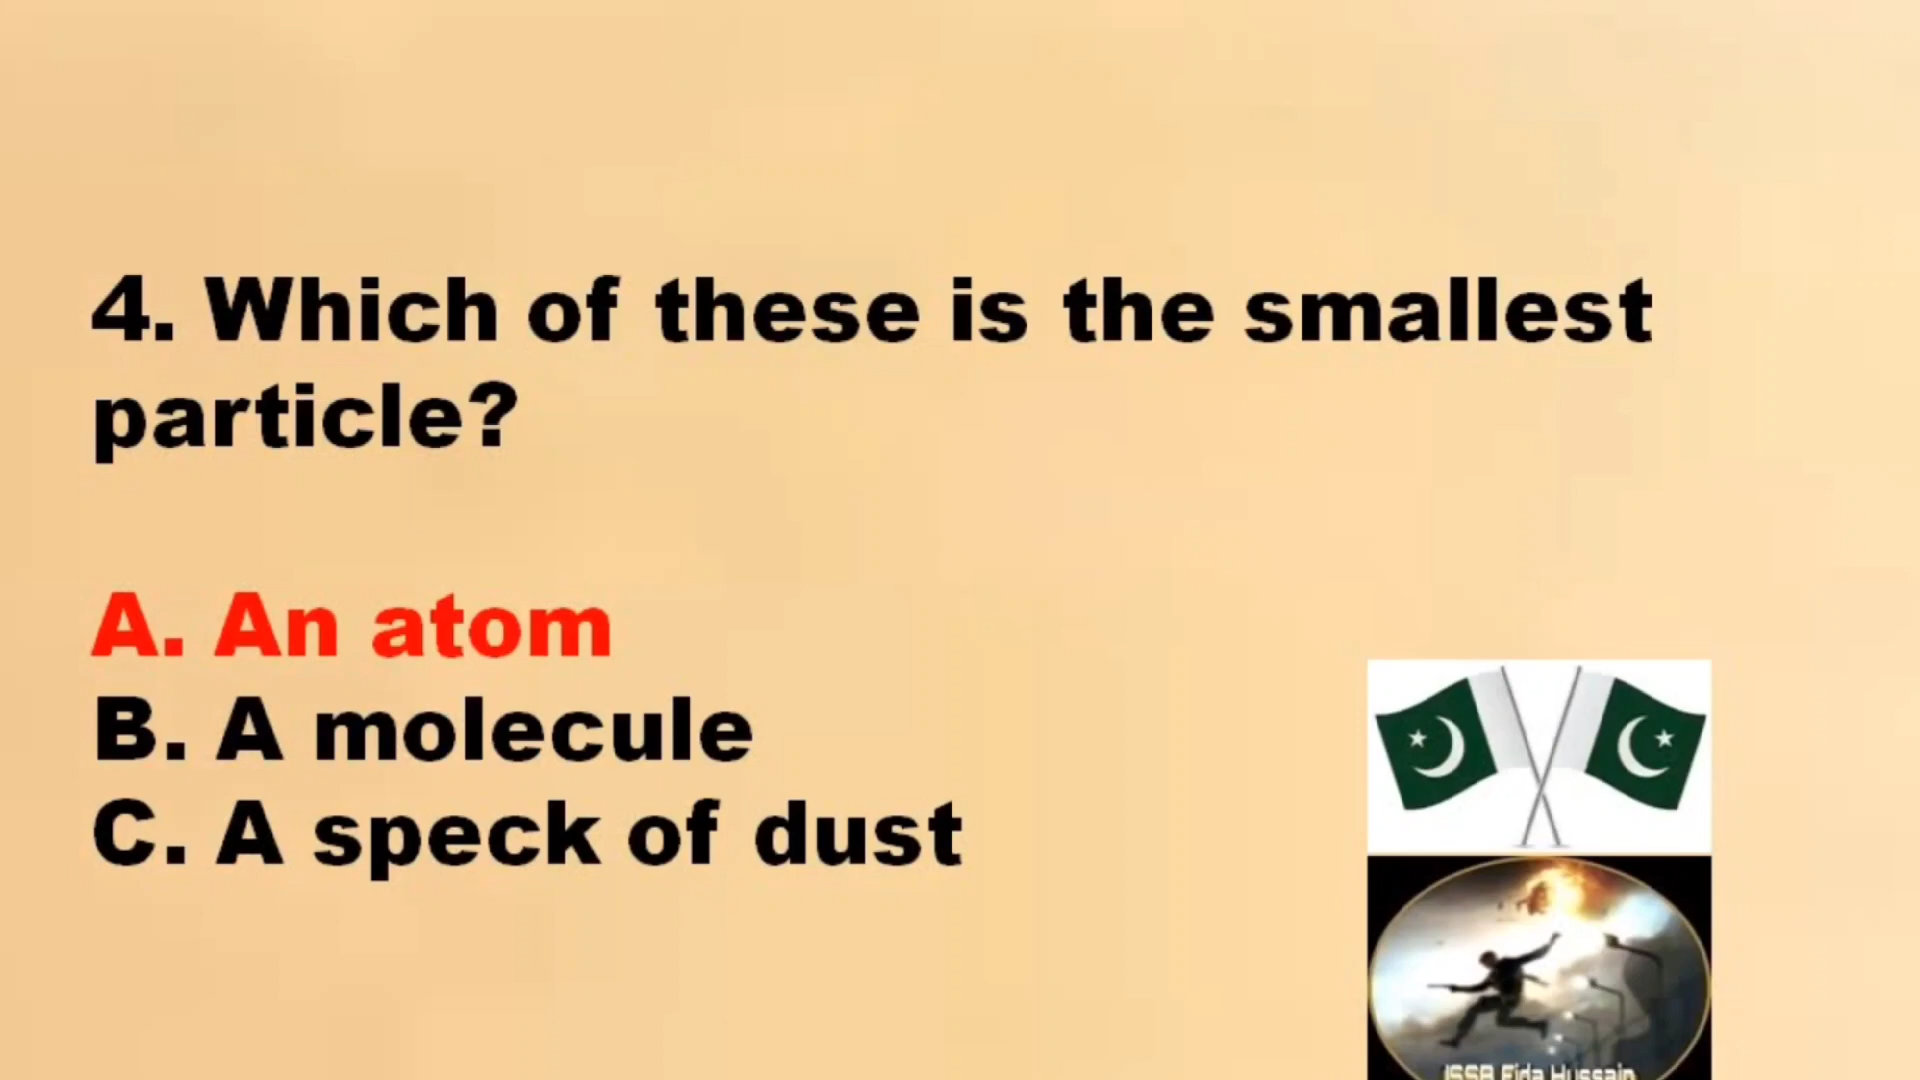 4. Which of these is the smallest
particle?
A. An atom
B. A molecule
C. A speck of dust
ISSB Fida Hussain